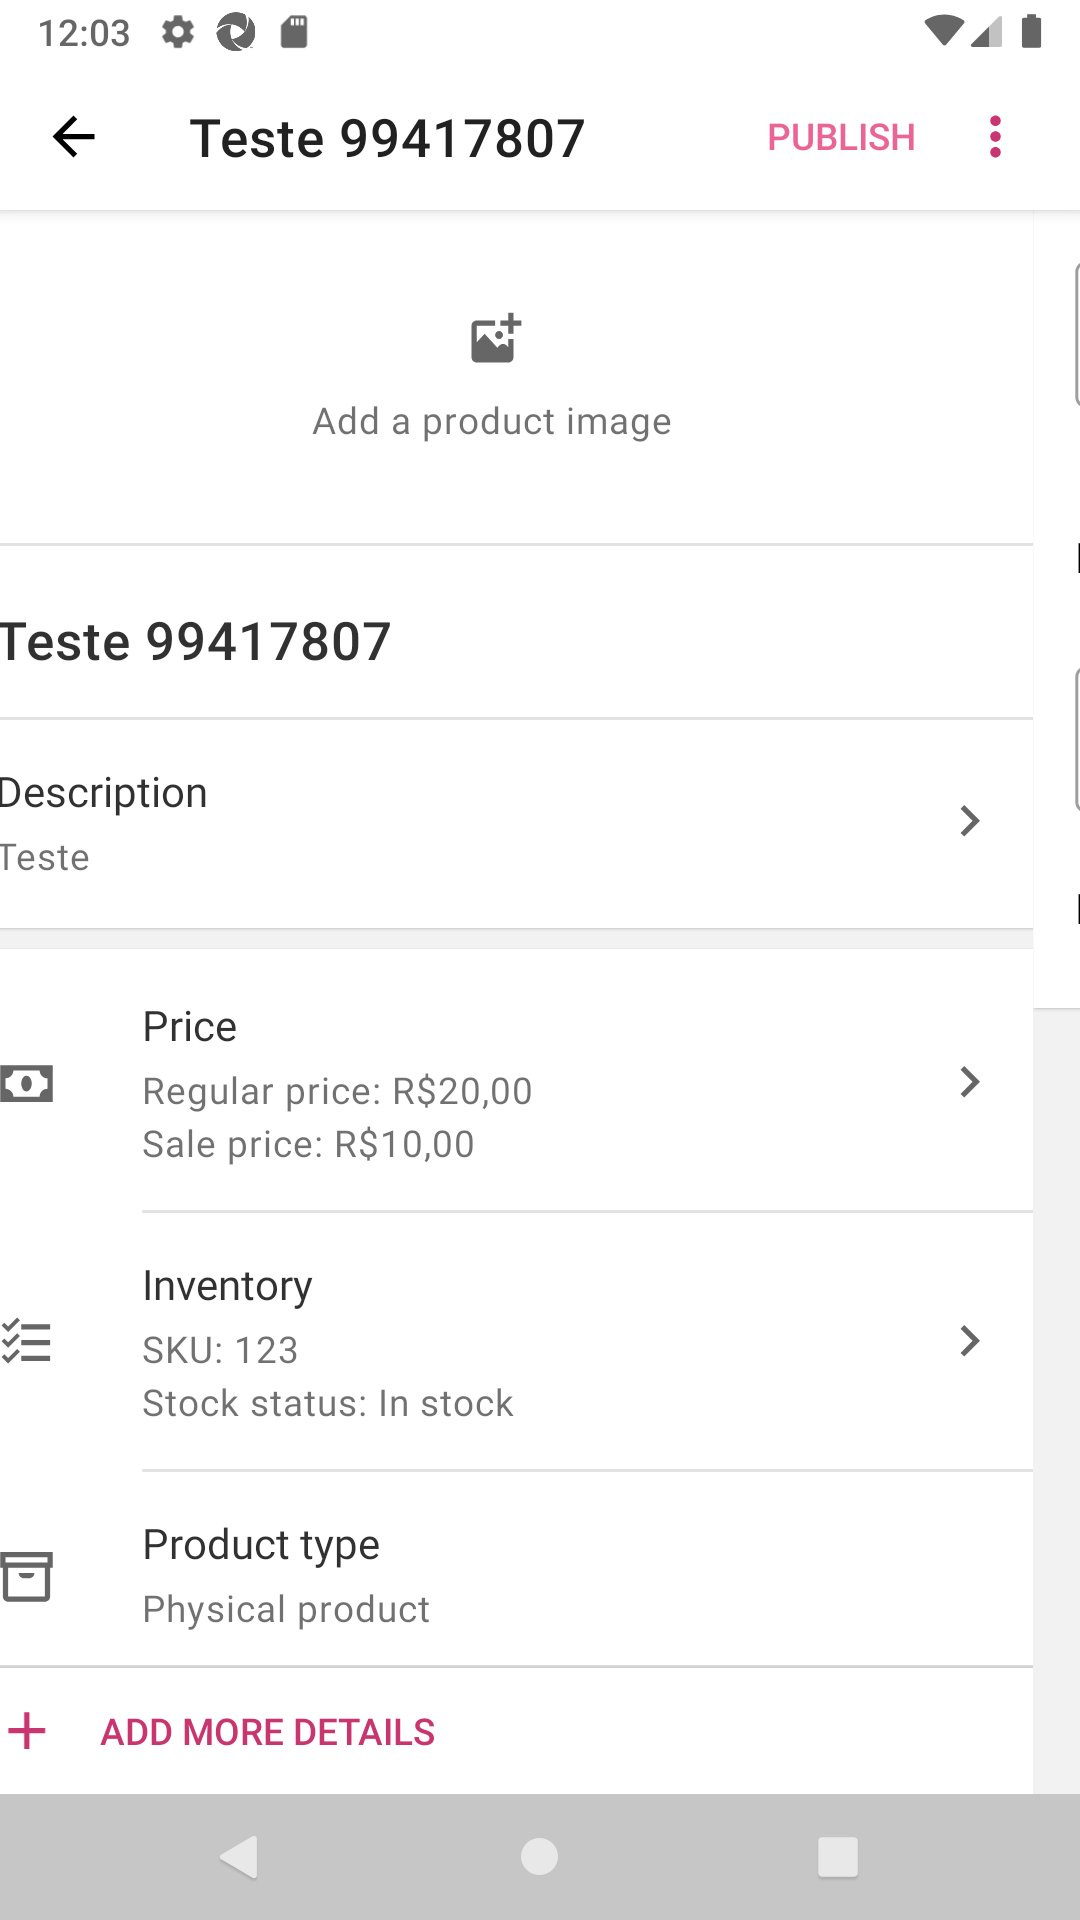 12:03
Teste 99417807
PUBLISH
Add a product image
Teste 99417807
Description
Teste
Price
Regular price: R$20,00
Sale price: R$10,00
Inventory
SKU: 123
Stock status: In stock
Product type
Physical product
ADD MORE DETAILS